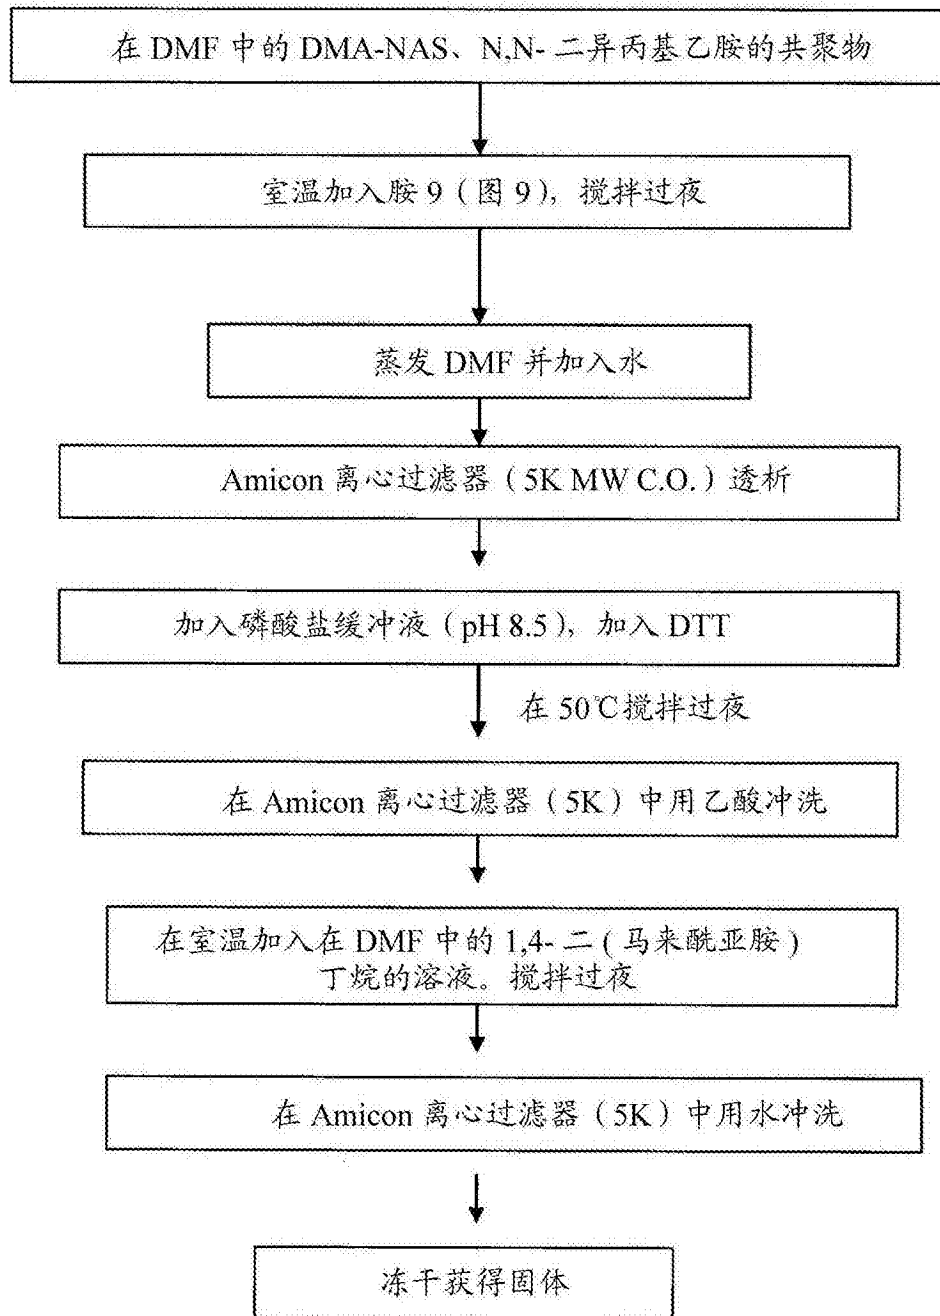 在 DMF 中的 DMA-NAS、N,N- 二异丙基乙胺的共聚物
室温加入胺 9（图 9），搅拌过夜
蒸发 DMF 并加入水
Amicon 离心过滤器（5K MW C.O.）透析
加入磷酸盐缓冲液（pH 8.5），加入 DTT
在 50℃搅拌过夜
在 Amicon 离心过滤器（5K）中用乙酸冲洗
在室温加入在 DMF 中的 1,4- 二 ( 马来酰亚胺 )
丁烷的溶液。搅拌过夜
在 Amicon 离心过滤器（5K）中用水冲洗
冻干获得固体